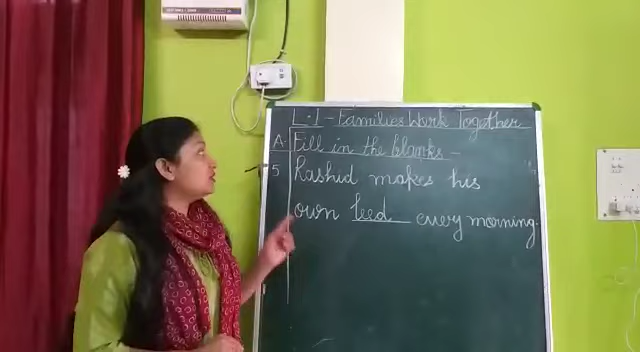 L.1 - Families Work Together
A. Fill in the blanks -
5 Rashid makes his
own bed every morning.